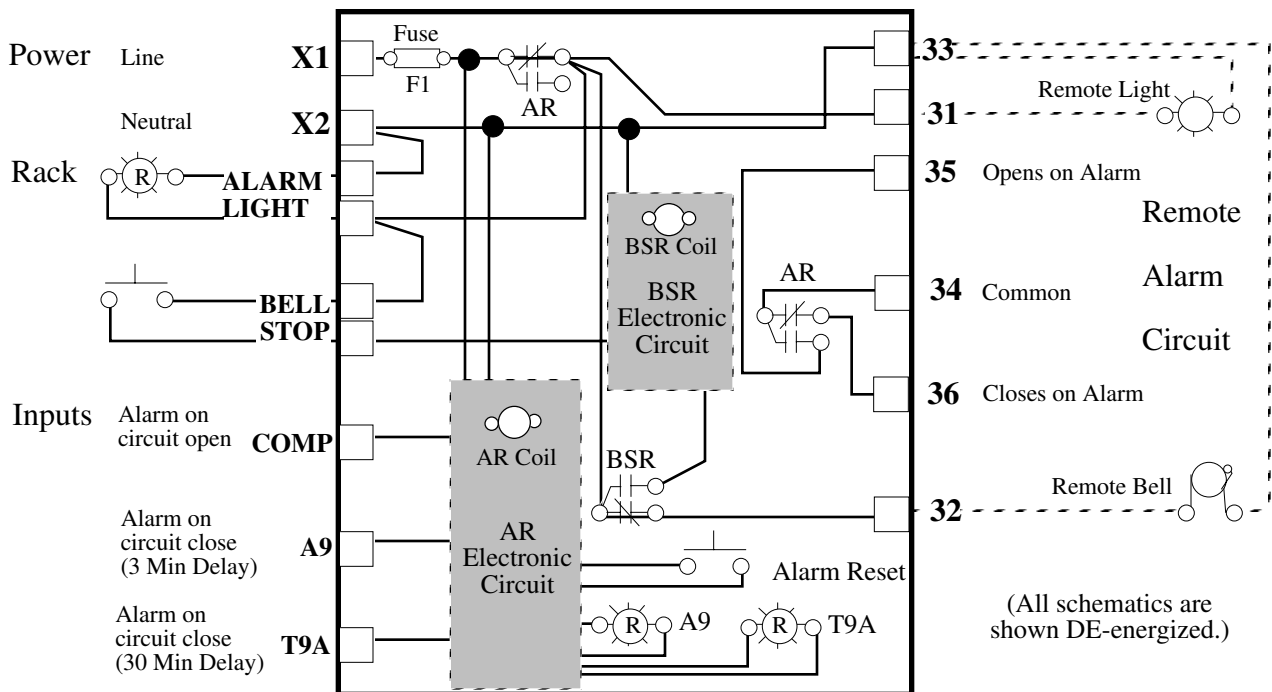 Power
Line
X1
Fuse
F1
AR
33
Remote Light
31
Neutral
X2
Rack
R
ALARM
LIGHT
35
Opens on Alarm
Remote
Alarm
Circuit
BSR Coil
BSR
Electronic
Circuit
AR
34
Common
BELL
STOP
36
Closes on Alarm
Inputs
Alarm on
circuit open
COMP
AR Coil
BSR
Remote Bell
32
Alarm on
circuit close
(3 Min Delay)
A9
AR
Electronic
Circuit
Alarm Reset
Alarm on
circuit close
(30 Min Delay)
T9A
R
A9
R
T9A
(All schematics are
shown DE-energized.)